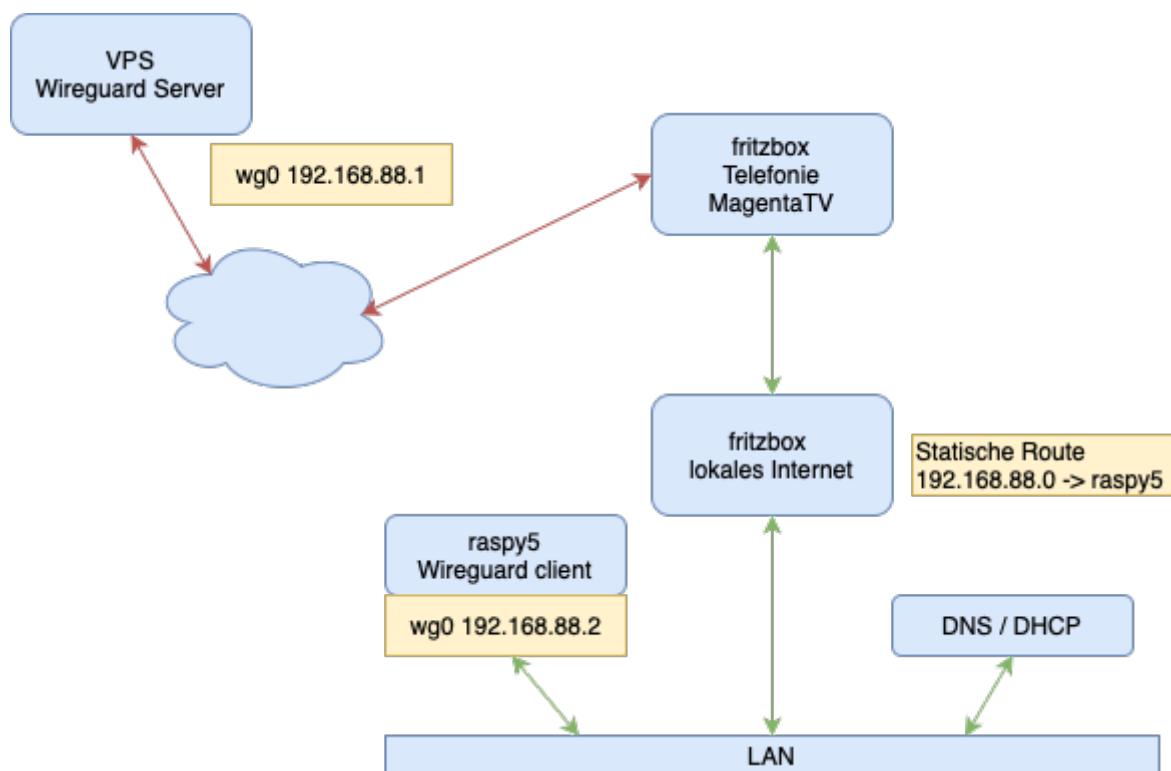 VPS
Wireguard Server
wg0 192.168.88.1
fritzbox
Telefonie
MagentaTV
fritzbox
lokales Internet
Statische Route
192.168.88.0 -> raspy5
raspy5
Wireguard client
wg0 192.168.88.2
DNS / DHCP
LAN